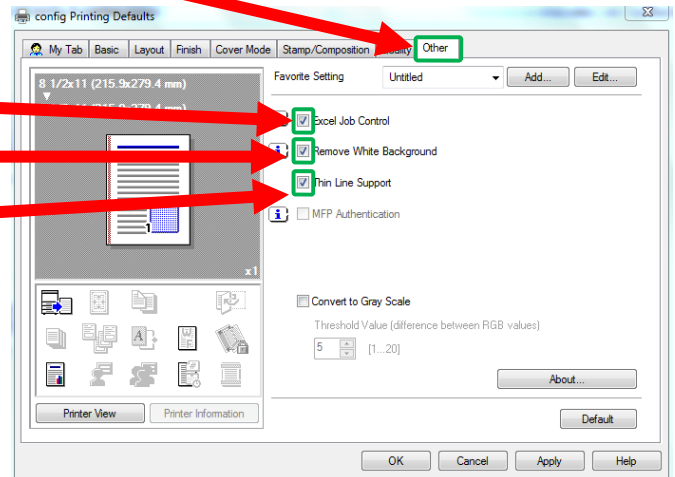 config Printing Defaults
My Tab Basic Layout Finish Cover Mode Stamp/Composition Other
8 1/2x11 (215.9x279.4 mm)
Favorite Setting Untitled Add... Edit...
Excel Job Control
Remove White Background
Thin Line Support
MFP Authentication
1
x1
Convert to Gray Scale
Threshold Value (difference between RGB values)
5 [1...20]
About...
Printer View Printer Information Default
OK Cancel Apply Help